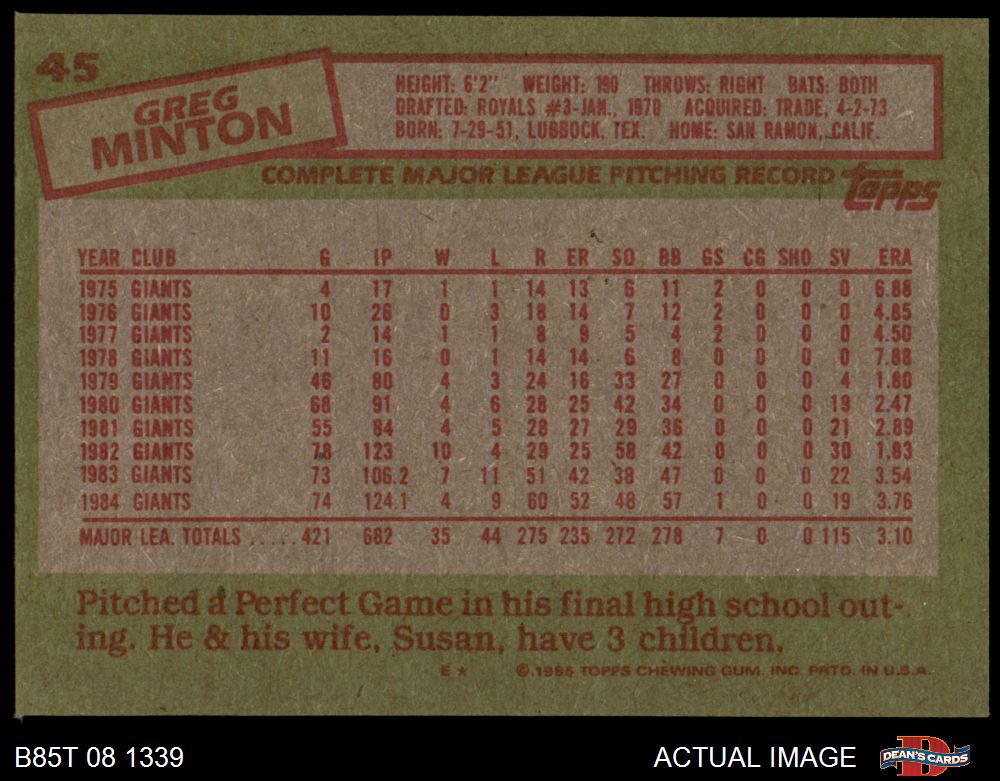 45
GREG
MINTON
HEIGHT: 6'2" WEIGHT: 190 THROWS: RIGHT BATS: BOTH
DRAFTED: ROYALS #3-JAN., 1970 ACQUIRED: TRADE, 4-2-73
BORN: 7-29-51, LUBBOCK, TEX. HOME: SAN RAMON, CALIF.
COMPLETE MAJOR LEAGUE PITCHING RECORD topps
YEAR CLUB G IP W L R ER SO BB GS CG SHO SV ERA
1975 GIANTS 4 17 1 1 14 13 6 11 2 0 0 0 6.88
1976 GIANTS 10 26 0 3 18 14 7 12 2 0 0 0 4.85
1977 GIANTS 2 14 1 1 8 9 5 4 2 0 0 0 4.50
1978 GIANTS 11 16 0 1 14 14 6 8 0 0 0 0 7.88
1979 GIANTS 46 80 4 3 24 16 33 27 0 0 0 4 1.80
1980 GIANTS 68 91 4 6 28 25 42 34 0 0 0 19 2.47
1981 GIANTS 55 84 4 5 28 27 29 36 0 0 0 21 2.89
1982 GIANTS 78 123 10 4 29 25 58 42 0 0 0 30 1.83
1983 GIANTS 73 106.2 7 11 51 42 38 47 0 0 0 22 3.54
1984 GIANTS 74 124.1 4 9 60 52 48 57 1 0 0 19 3.76
MAJOR LEA. TOTALS .....421 682 35 44 275 235 272 278 7 0 0 115 3.10
Pitched a Perfect Game in his final high school out-
ing. He & his wife, Susan, have 3 children.
E * © 1985 TOPPS CHEWING GUM, INC. PRTD. IN U.S.A.
B85T 08 1339 ACTUAL IMAGE DEAN'S CARDS